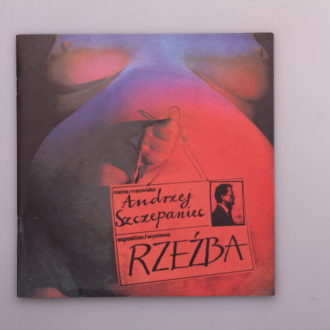 name/nazwisko
Andrzej
Szczepaniec
exposition/wystawa
RZEŹBA